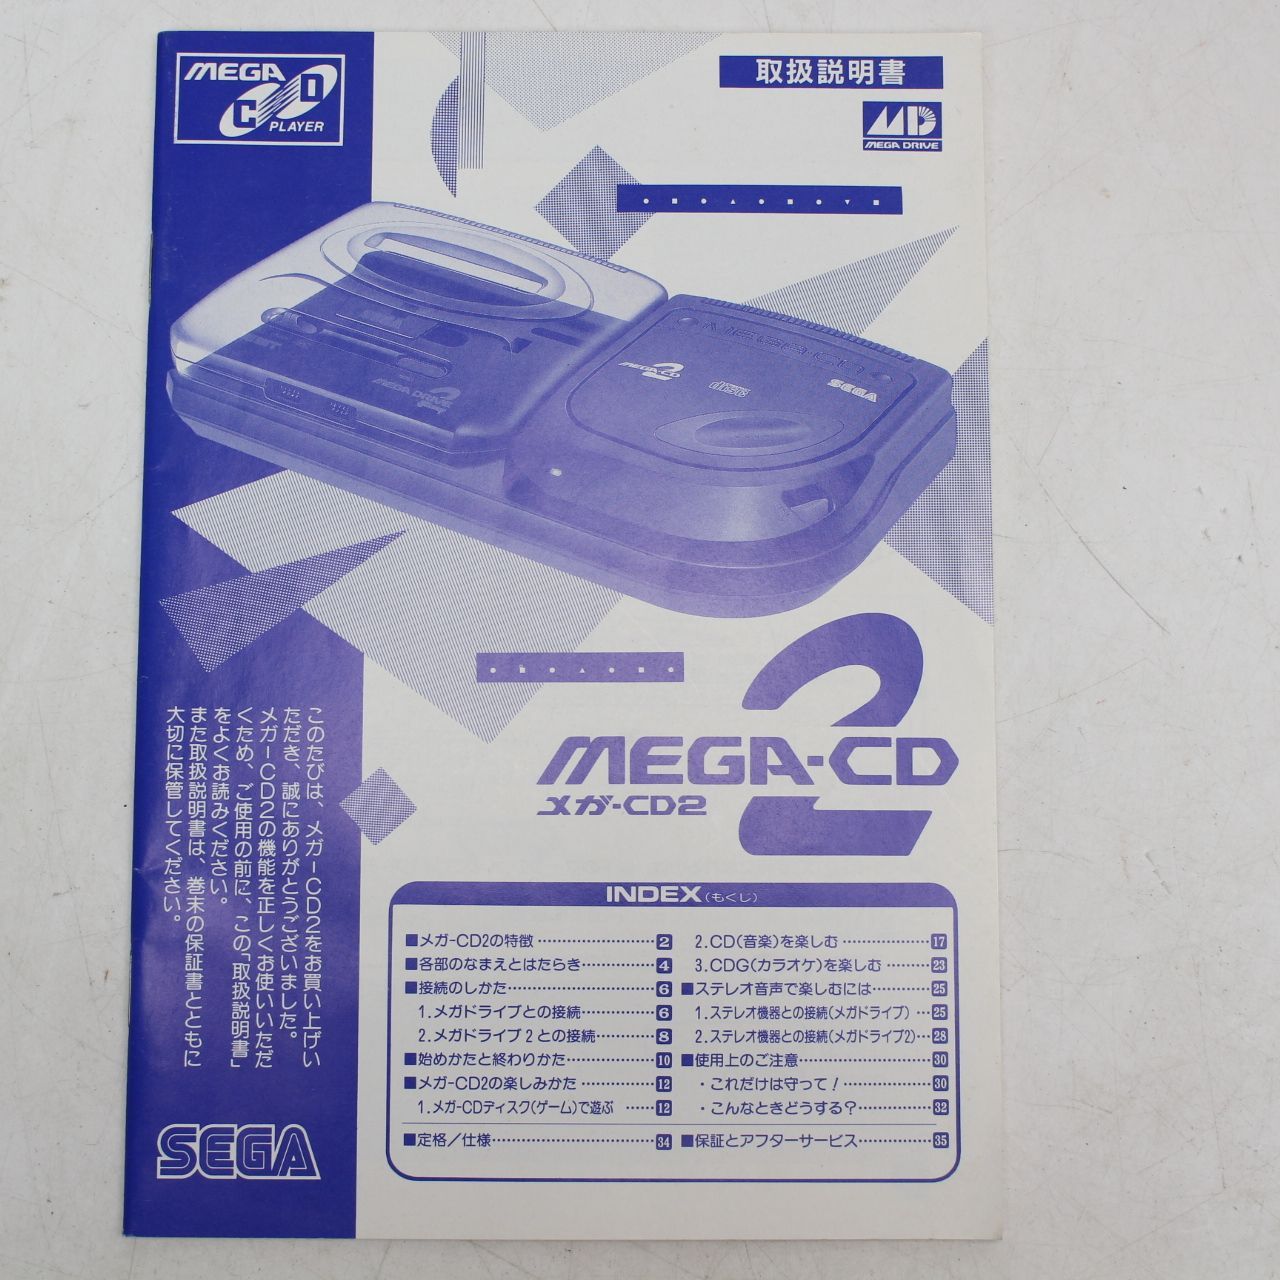 MEGA
CD
PLAYER
取扱説明書
MD
MEGA DRIVE
MEGA-CD
MEGA-CD 2
SEGA
MEGA DRIVE 2
2
MEGA-CD
メガ-CD2
このたびは、メガ-CD2をお買い上げい
ただき、誠にありがとうございました。
メガ-CD2の機能を正しくお使いいただ
くため、ご使用の前に、この「取扱説明書」
をよくお読みください。
また取扱説明書は、巻末の保証書とともに
大切に保管してください。
SEGA
INDEX(もくじ)
■メガ-CD2の特徴 2
■各部のなまえとはたらき 4
■接続のしかた 6
1.メガドライブとの接続 6
2.メガドライブ2との接続 8
■始めかたと終わりかた 10
■メガ-CD2の楽しみかた 12
1.メガ-CDディスク(ゲーム)で遊ぶ 12
2.CD(音楽)を楽しむ 17
3.CDG(カラオケ)を楽しむ 23
■ステレオ音声で楽しむには 25
1.ステレオ機器との接続(メガドライブ) 25
2.ステレオ機器との接続(メガドライブ2) 28
■使用上のご注意 30
・これだけは守って! 30
・こんなときどうする? 32
■定格/仕様 34
■保証とアフターサービス 35